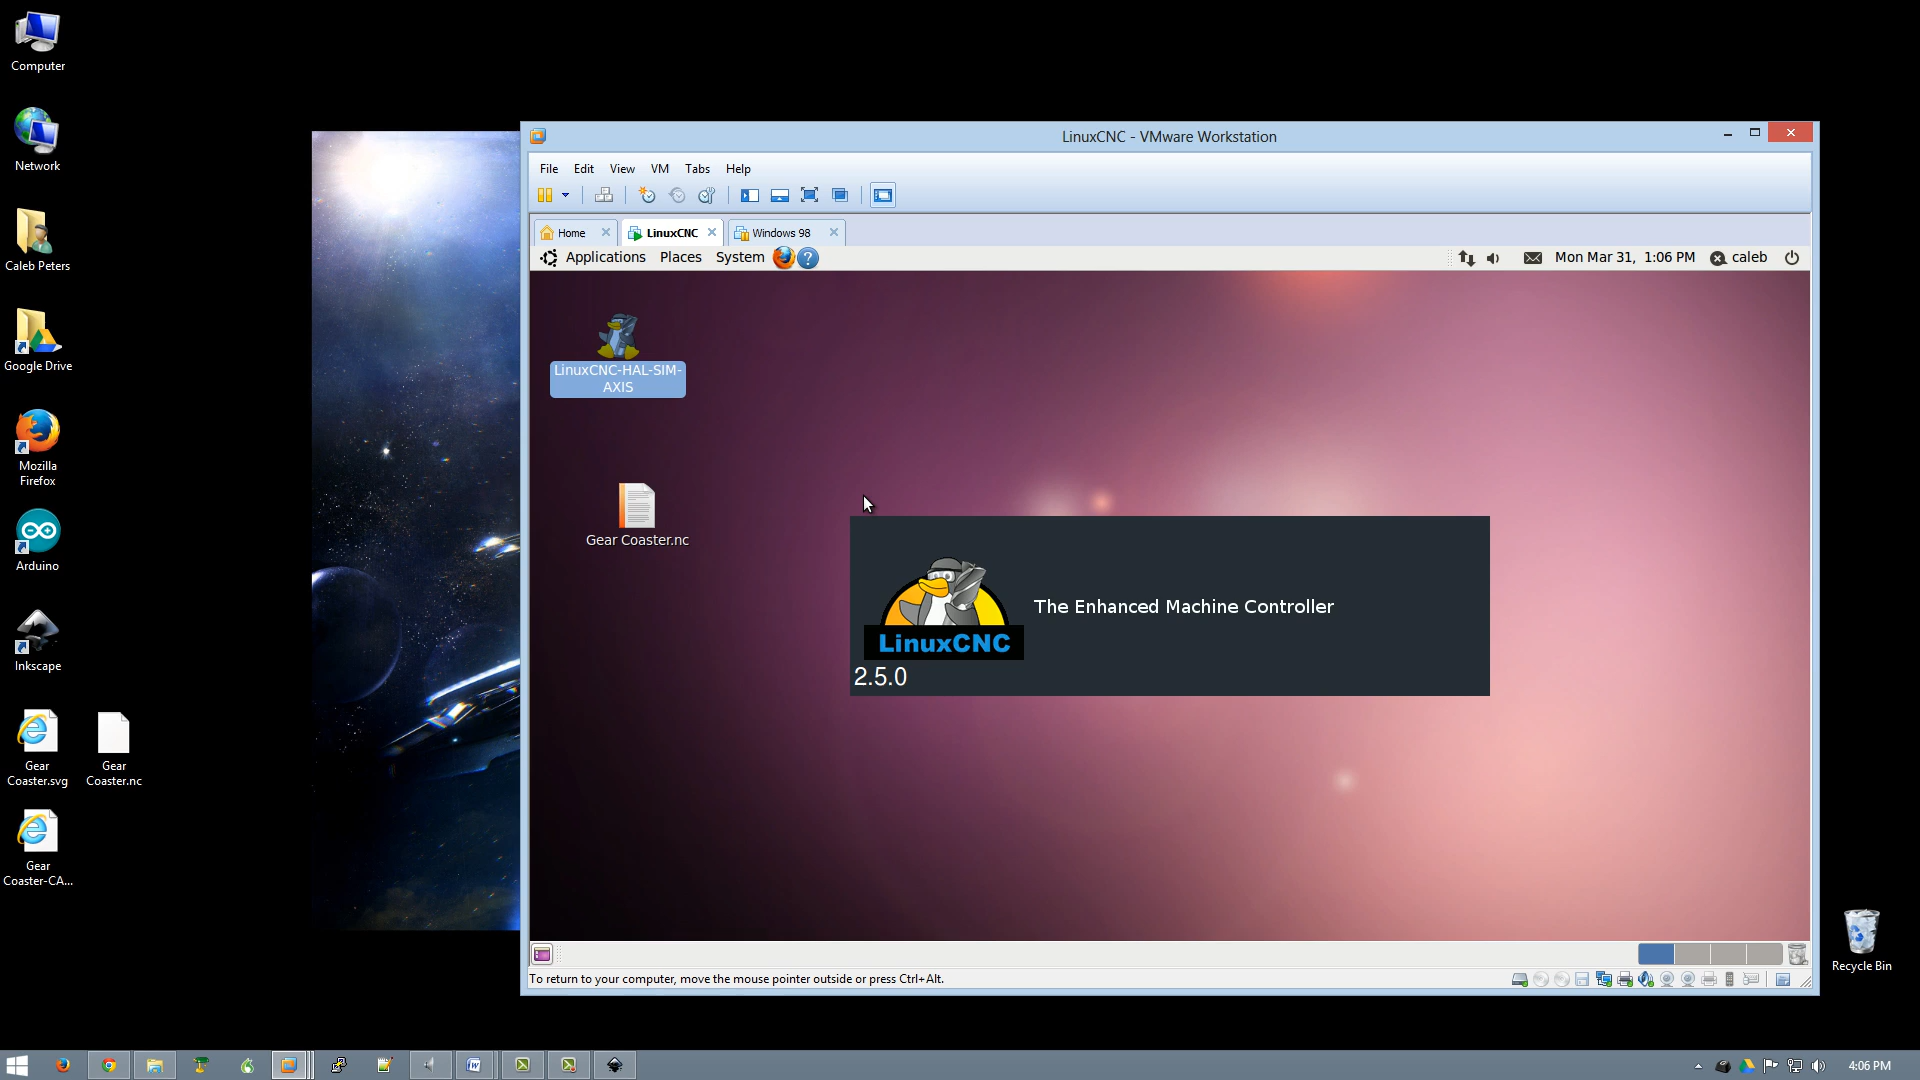 Computer
Network
Caleb Peters
Google Drive
Mozilla
Firefox
Arduino
Inkscape
Gear
Coaster.svg
Gear
Coaster.nc
Gear
Coaster-CA...
LinuxCNC - VMware Workstation
File Edit View VM Tabs Help
Home LinuxCNC Windows 98
Applications Places System Mon Mar 31, 1:06 PM caleb
LinuxCNC-HAL-SIM-
AXIS
Gear Coaster.nc
The Enhanced Machine Controller
LinuxCNC
2.5.0
To return to your computer, move the mouse pointer outside or press Ctrl+Alt.
Recycle Bin
4:06 PM